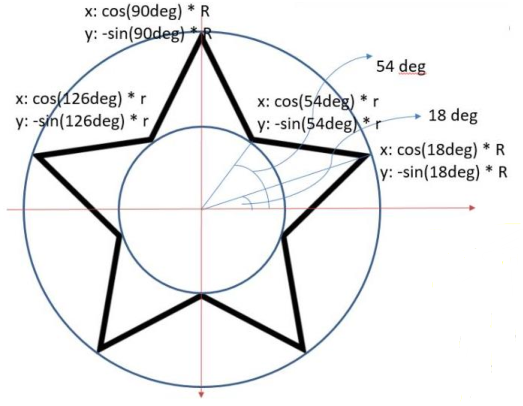 x: cos(90deg) * R
y: -sin(90deg) * R
54 deg
x: cos(126deg) * r
y: -sin(126deg) * r
x: cos(54deg) * r
y: -sin(54deg) * r
18 deg
x: cos(18deg) * R
y: -sin(18deg) * R